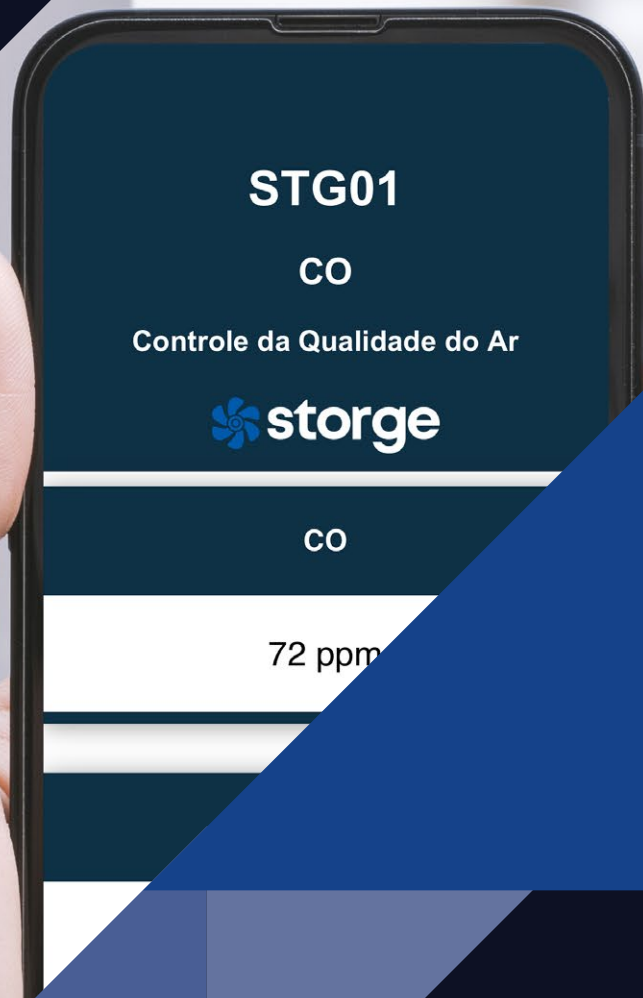 STG01
CO
Controle da Qualidade do Ar
storge
CO
72 ppm